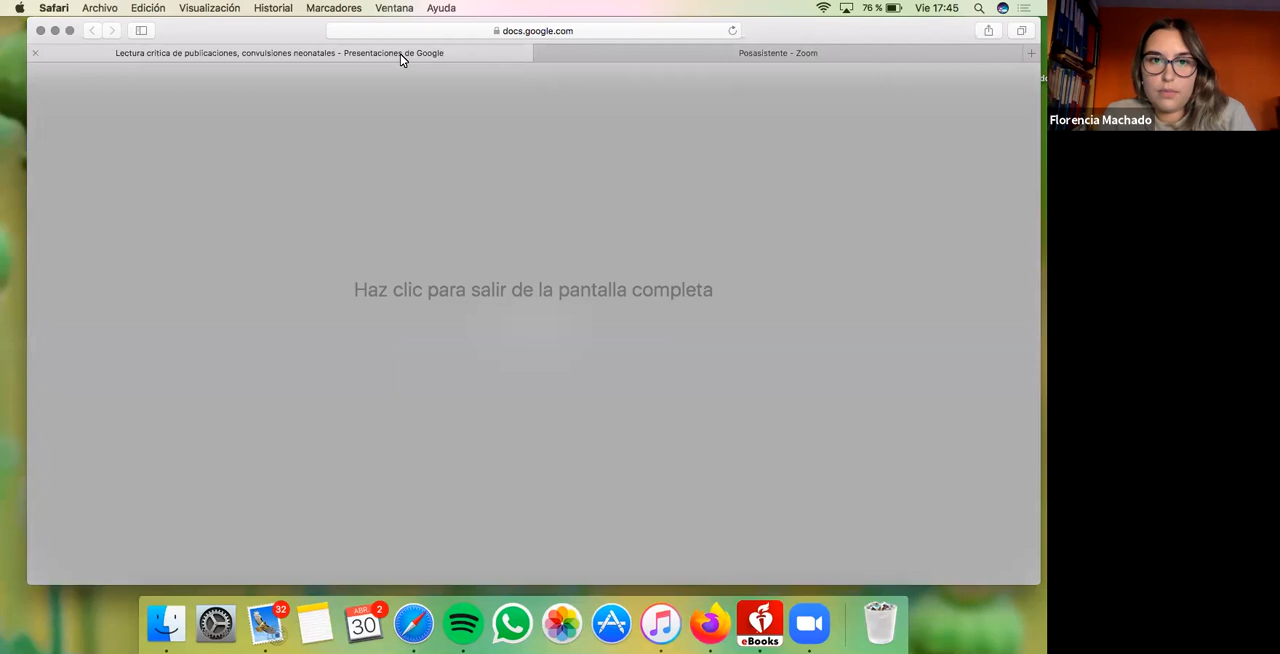 Safari Archivo Edición Visualización Historial Marcadores Ventana Ayuda 76 % Vie 17:45
docs.google.com
Lectura crítica de publicaciones, convulsiones neonatales - Presentaciones de Google
Posasistente - Zoom
Florencia Machado
Haz clic para salir de la pantalla completa
32
ABR.
2
30
eBooks